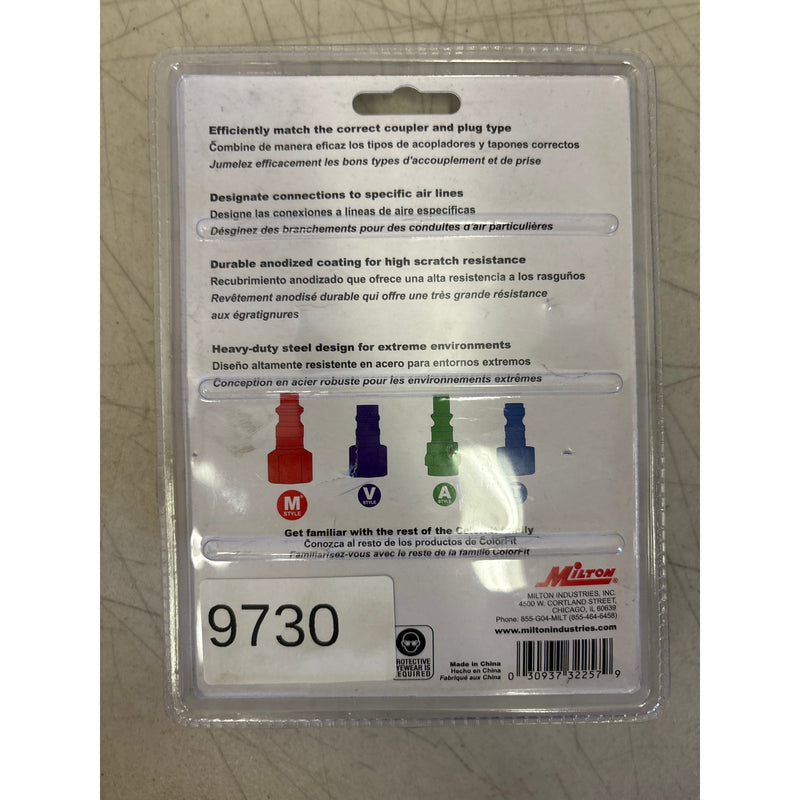 Efficiently match the correct coupler and plug type
Combine de manera eficaz los tipos de acopladores y tapones correctos
Jumelez efficacement les bons types d'accouplement et de prise
Designate connections to specific air lines
Designe las conexiones a líneas de aire específicas
Désginez des branchements pour des conduites d'air particulières
Durable anodized coating for high scratch resistance
Recubrimiento anodizado que ofrece una alta resistencia a los rasguños
Revêtement anodisé durable qui offre une très grande résistance
aux égratignures
Heavy-duty steel design for extreme environments
Diseño altamente resistente en acero para entornos extremos
Conception en acier robuste pour les environnements extrêmes
M STYLE
V STYLE
A STYLE
Get familiar with the rest of the
Conozca al resto de los productos de ColorFit
Familiarisez-vous avec le reste de la famille ColorFit
MILTON®
MILTON INDUSTRIES, INC.
4500 W. CORTLAND STREET,
CHICAGO, IL 60639
Phone: 855-G04-MILT (855-464-6458)
www.miltonindustries.com
9730
PROTECTIVE
EYEWEAR IS
REQUIRED
Made in China
Hecho en China
Fabriqué aux China
0 30937 32257 9